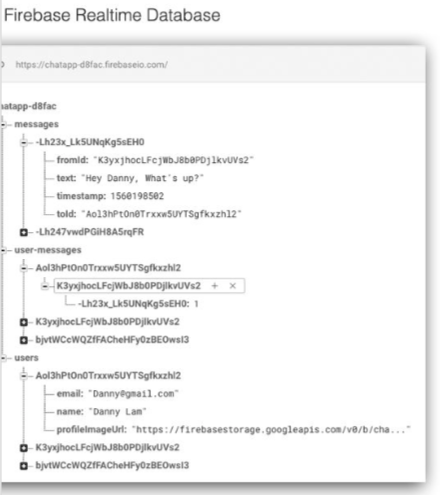 Firebase Realtime Database
https://chatapp-d8fac.firebaseio.com/
hatapp-d8fac
messages
-Lh23x_Lk5UNqKg5sEH0
fromId: "K3yxjhocLFcjWbJ8b0PDjlkvUVs2"
text: "Hey Danny, What's up?"
timestamp: 1560198502
toId: "Aol3hPtOn0Trxxw5UYTSgfkxzhl2"
-Lh247vwdPGiH8A5rqFR
user-messages
Aol3hPtOn0Trxxw5UYTSgfkxzhl2
K3yxjhocLFcjWbJ8b0PDjlkvUVs2 + ×
-Lh23x_Lk5UNqKg5sEH0: 1
K3yxjhocLFcjWbJ8b0PDjlkvUVs2
bjvtWCcWQZfFACheHFy0zBEOwsl3
users
Aol3hPtOn0Trxxw5UYTSgfkxzhl2
email: "Danny@gmail.com"
name: "Danny Lam"
profileImageUrl: "https://firebasestorage.googleapis.com/v0/b/cha..."
K3yxjhocLFcjWbJ8b0PDjlkvUVs2
bjvtWCcWQZfFACheHFy0zBEOwsl3